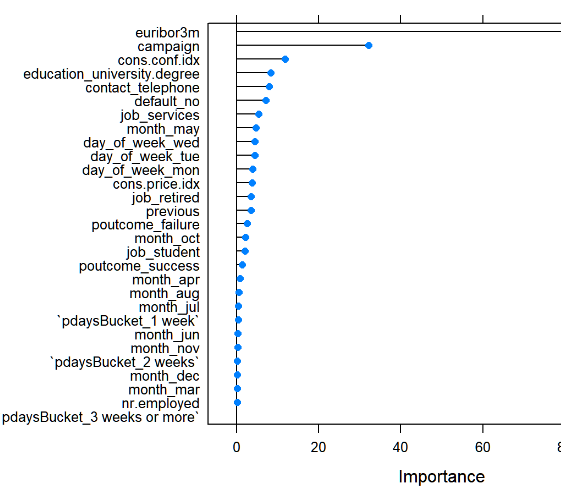 euribor3m
campaign
cons.conf.idx
education_university.degree
contact_telephone
default_no
job_services
month_may
day_of_week_wed
day_of_week_tue
day_of_week_mon
cons.price.idx
job_retired
previous
poutcome_failure
month_oct
job_student
poutcome_success
month_apr
month_aug
month_jul
`pdaysBucket_1 week`
month_jun
month_nov
`pdaysBucket_2 weeks`
month_dec
month_mar
nr.employed
pdaysBucket_3 weeks or more`
0 20 40 60
Importance